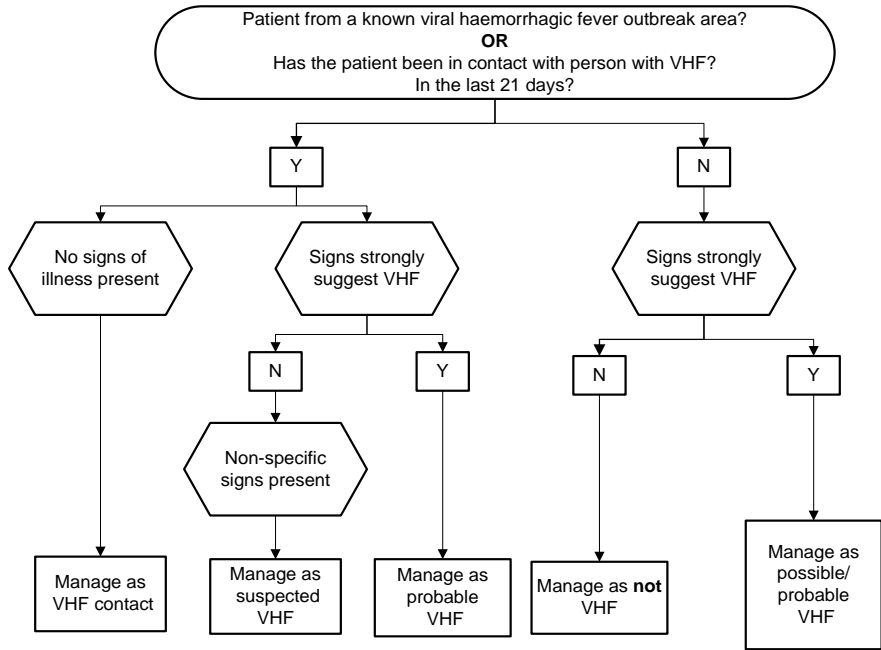 Patient from a known viral haemorrhagic fever outbreak area?
OR
Has the patient been in contact with person with VHF?
In the last 21 days?
Y
N
No signs of
illness present
Signs strongly
suggest VHF
Signs strongly
suggest VHF
N
Y
N
Y
Non-specific
signs present
Manage as
VHF contact
Manage as
suspected
VHF
Manage as
probable
VHF
Manage as not
VHF
Manage as
possible/
probable
VHF